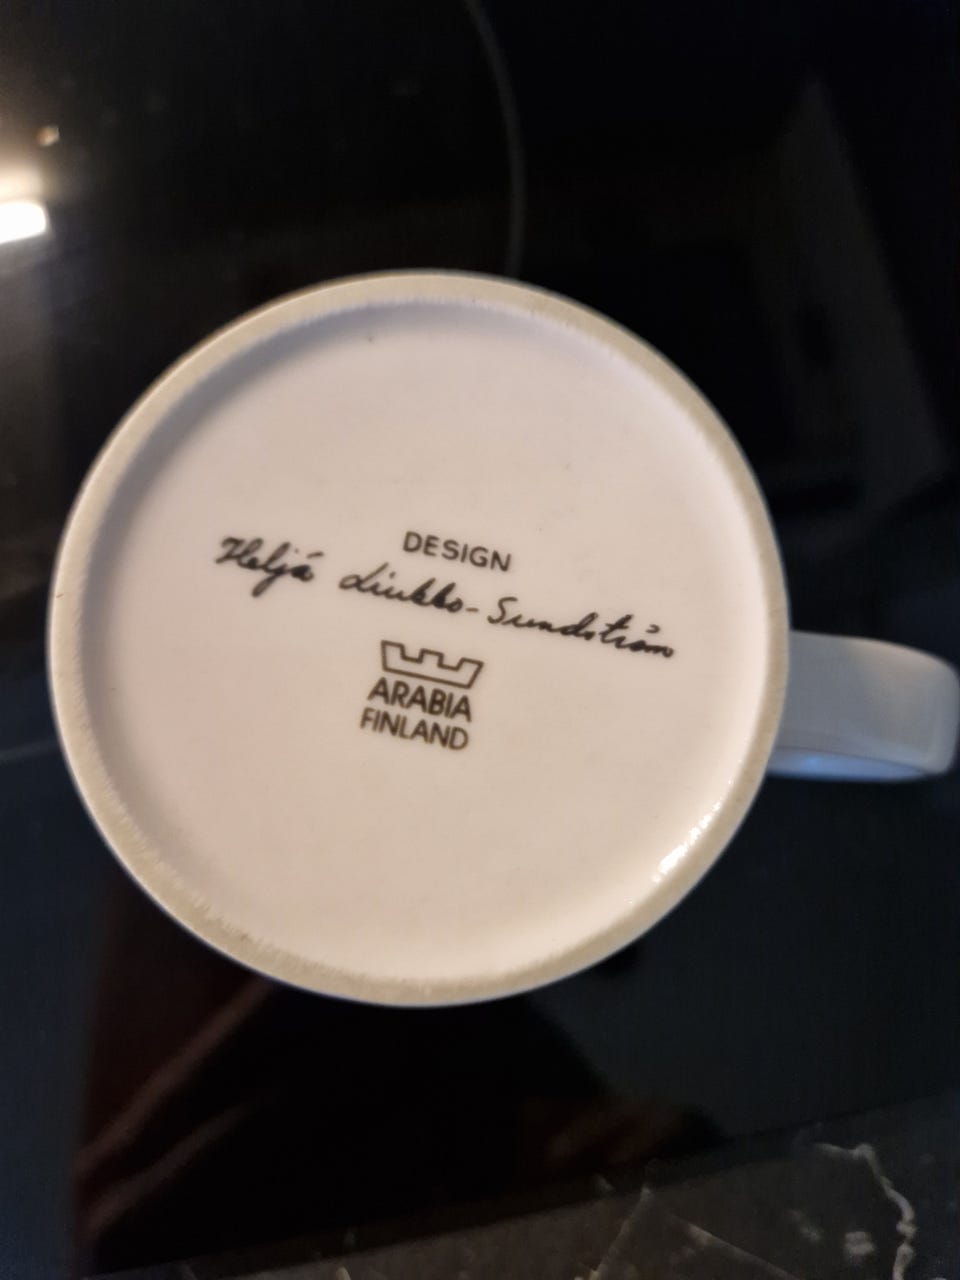 DESIGN
Heljä Liukko-Sundström
ARABIA
FINLAND